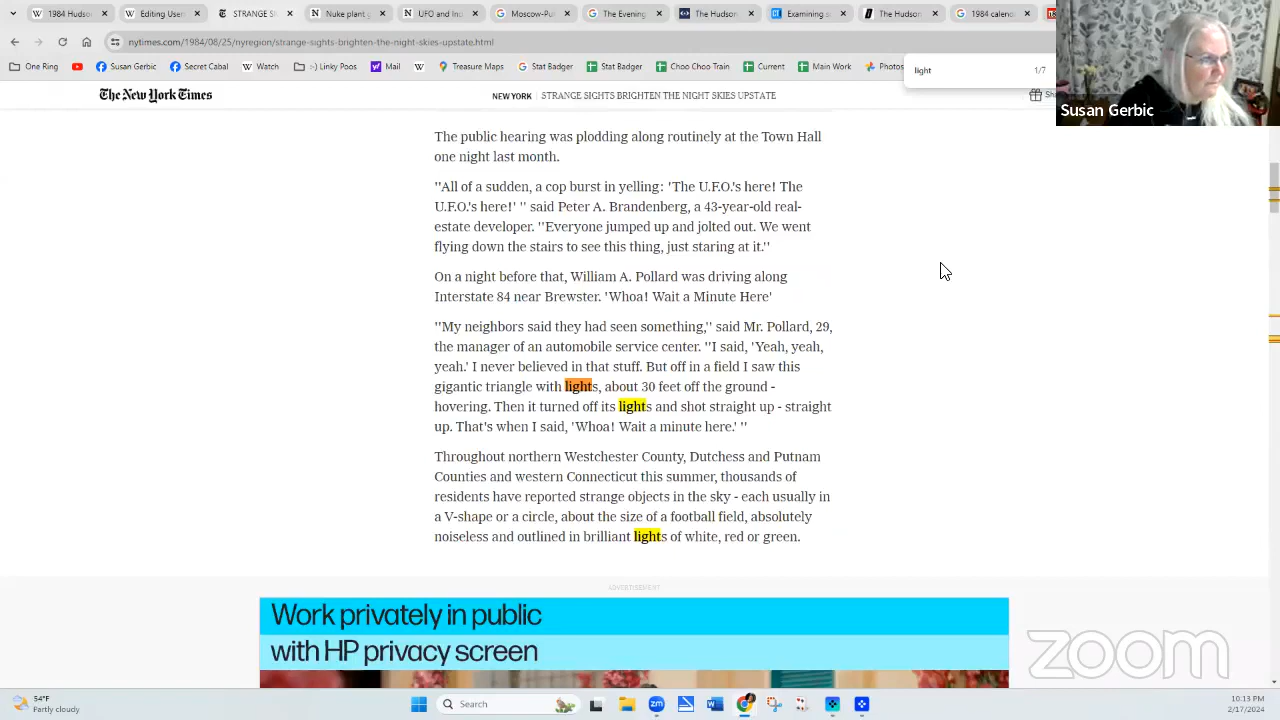 1984 Hudso
Editing Us
STRANGE SI
Nuke
UFO and In
Moscow-Pu
The Evening
The Hudso
Examining s
The Hudson
1984 calend
nytimes.com/1984/08/25/nyregion/strange-sights-brighten-the-night-skies-upstate.html
One Ring
Susan Gerbic
Secret Cabal
Watch
:-) Linky Poo
Mail
Treasure Maps
Stat Badger
Stat Badger
Choo Choo Train
Current
Main Work
Photos
light
1/7
Susan Gerbic
The New York Times
NEW YORK | STRANGE SIGHTS BRIGHTEN THE NIGHT SKIES UPSTATE
The public hearing was plodding along routinely at the Town Hall
one night last month.
''All of a sudden, a cop burst in yelling: 'The U.F.O.'s here! The
U.F.O.'s here!' '' said Peter A. Brandenberg, a 43-year-old real-
estate developer. ''Everyone jumped up and jolted out. We went
flying down the stairs to see this thing, just staring at it.''
On a night before that, William A. Pollard was driving along
Interstate 84 near Brewster. 'Whoa! Wait a Minute Here'
''My neighbors said they had seen something,'' said Mr. Pollard, 29,
the manager of an automobile service center. ''I said, 'Yeah, yeah,
yeah.' I never believed in that stuff. But off in a field I saw this
gigantic triangle with lights, about 30 feet off the ground -
hovering. Then it turned off its lights and shot straight up - straight
up. That's when I said, 'Whoa! Wait a minute here.' ''
Throughout northern Westchester County, Dutchess and Putnam
Counties and western Connecticut this summer, thousands of
residents have reported strange objects in the sky - each usually in
a V-shape or a circle, about the size of a football field, absolutely
noiseless and outlined in brilliant lights of white, red or green.
ADVERTISEMENT
Work privately in public
with HP privacy screen
zoom
54°F
Partly cloudy
Search
10:13 PM
2/17/2024